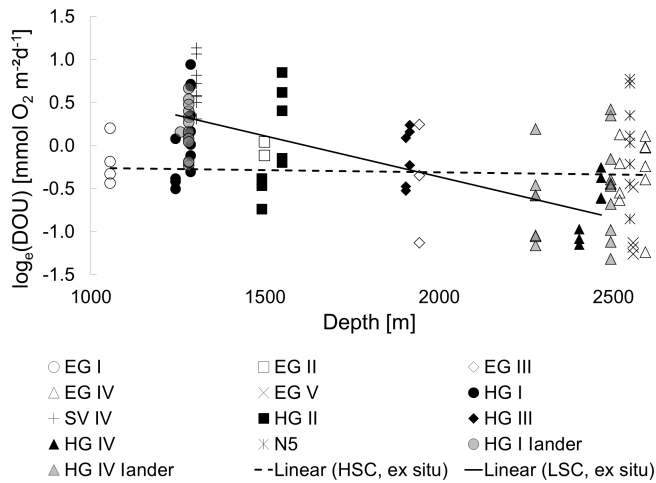 1.5
1.0
0.5
0.0
-0.5
-1.0
-1.5
logₑ(DOU) [mmol O₂ m⁻²d⁻¹]
1000 1500 2000 2500
Depth [m]
EG I EG II EG III
EG IV EG V HG I
SV IV HG II HG III
HG IV N5 HG I lander
HG IV lander Linear (HSC, ex situ) Linear (LSC, ex situ)